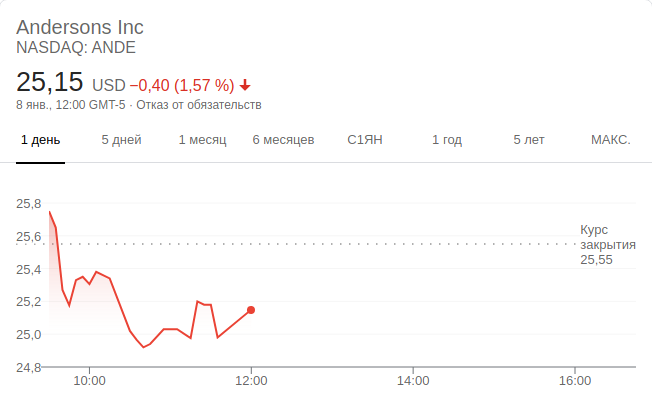 Andersons Inc
NASDAQ: ANDE
25,15 USD −0,40 (1,57 %)
8 янв., 12:00 GMT-5 · Отказ от обязательств
1 день 5 дней 1 месяц 6 месяцев С1ЯН 1 год 5 лет МАКС.
25,8
25,6
25,4
25,2
25,0
24,8
Курс
закрытия
25,55
10:00 12:00 14:00 16:00